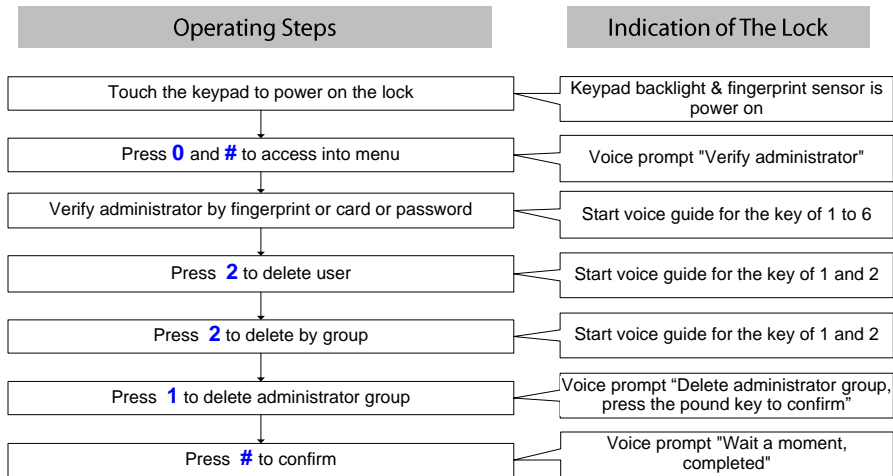 Operating Steps
Indication of The Lock
Touch the keypad to power on the lock
Keypad backlight & fingerprint sensor is
power on
Press 0 and # to access into menu
Voice prompt "Verify administrator"
Verify administrator by fingerprint or card or password
Start voice guide for the key of 1 to 6
Press 2 to delete user
Start voice guide for the key of 1 and 2
Press 2 to delete by group
Start voice guide for the key of 1 and 2
Press 1 to delete administrator group
Voice prompt “Delete administrator group,
press the pound key to confirm”
Press # to confirm
Voice prompt "Wait a moment,
completed"